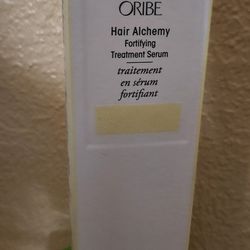 ORIBE
Hair Alchemy
Fortifying
Treatment Serum
traitement
en sérum
fortifiant